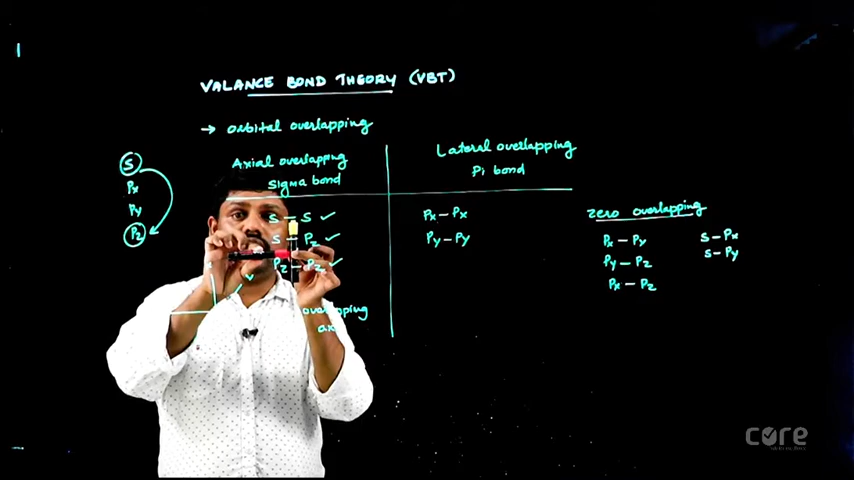 VALANCE BOND THEORY (VBT)
→ orbital overlapping
Axial overlapping
Sigma bond
S
Px
Py
Pz
S – S ✓
S – Pz ✓
Pz – Pz ✓
overlapping
Lateral overlapping
Pi bond
Px – Px
Py – Py
Zero overlapping
Px – Py
Py – Pz
Px – Pz
S – Px
S – Py
core